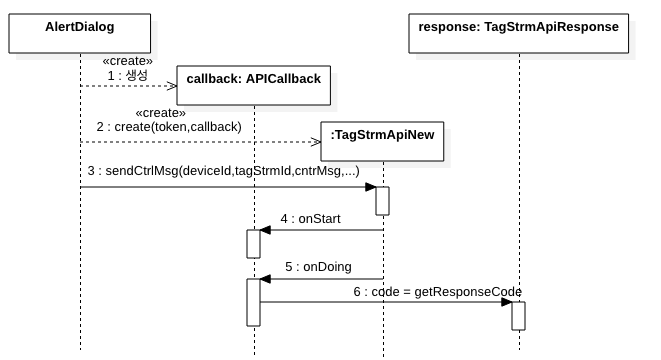 AlertDialog
response: TagStrmApiResponse
«create»
1 : 생성
callback: APICallback
«create»
2 : create(token,callback)
:TagStrmApiNew
3 : sendCtrlMsg(deviceId,tagStrmId,cntrMsg,...)
4 : onStart
5 : onDoing
6 : code = getResponseCode